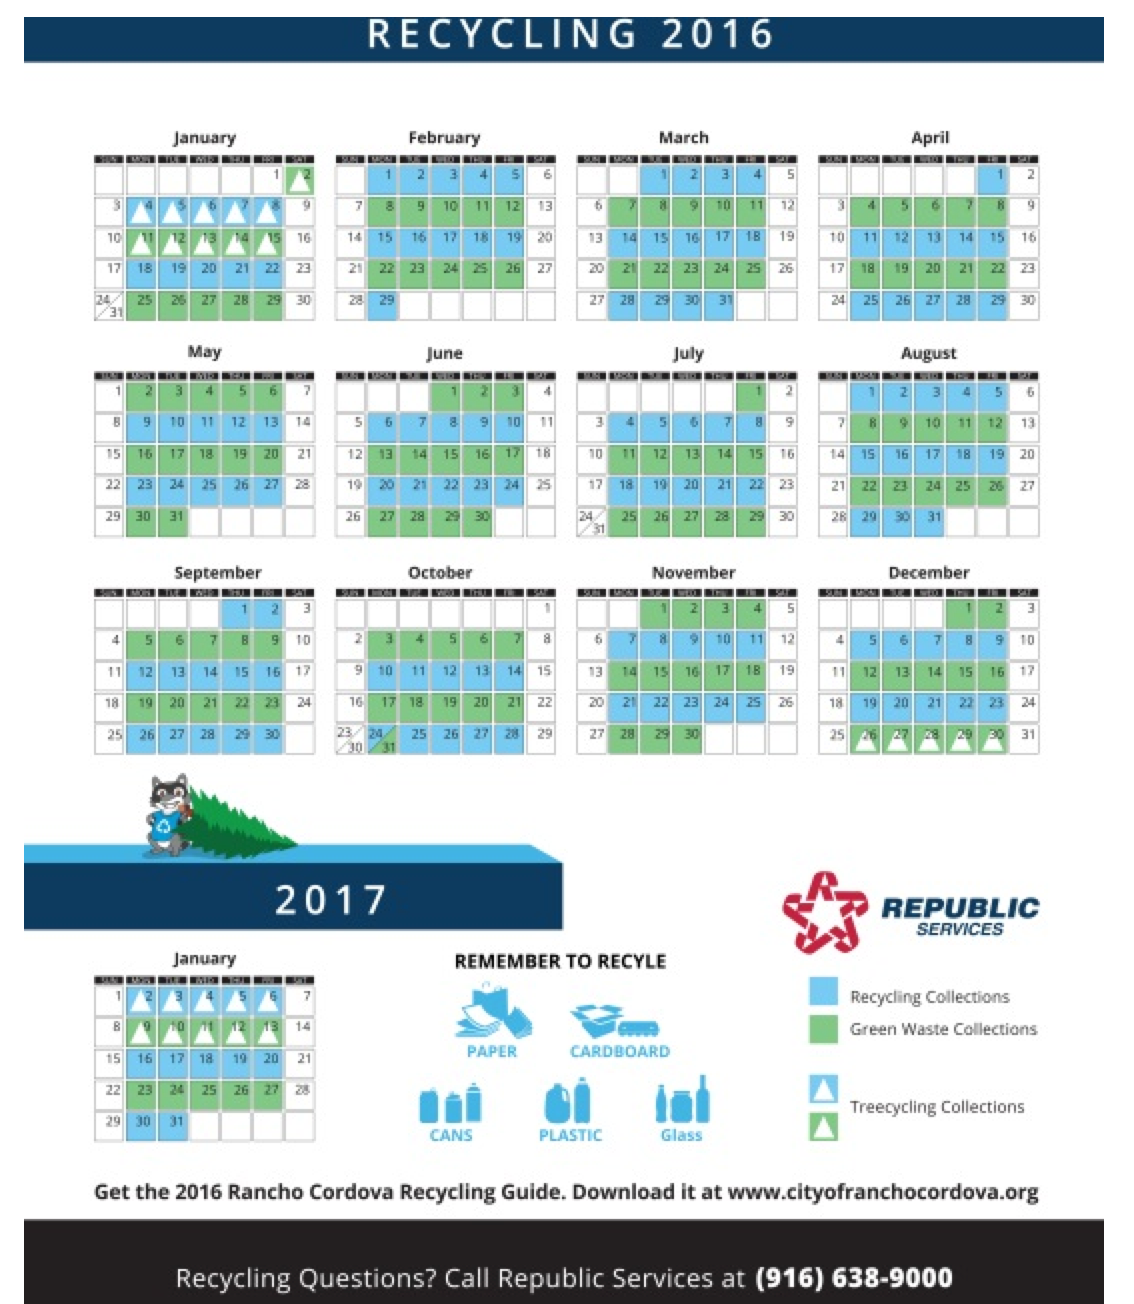 RECYCLING 2016
January February March April
SUN MON TUE WED THU FRI SAT SUN MON TUE WED THU FRI SAT SUN MON TUE WED THU FRI SAT SUN MON TUE WED THU FRI SAT
1 2 1 2 3 4 5 6 1 2 3 4 5 1 2
3 4 5 6 7 8 9 7 8 9 10 11 12 13 6 7 8 9 10 11 12 3 4 5 6 7 8 9
10 11 12 13 14 15 16 14 15 16 17 18 19 20 13 14 15 16 17 18 19 10 11 12 13 14 15 16
17 18 19 20 21 22 23 21 22 23 24 25 26 27 20 21 22 23 24 25 26 17 18 19 20 21 22 23
24/31 25 26 27 28 29 30 28 29 27 28 29 30 31 24 25 26 27 28 29 30
May June July August
SUN MON TUE WED THU FRI SAT SUN MON TUE WED THU FRI SAT SUN MON TUE WED THU FRI SAT SUN MON TUE WED THU FRI SAT
1 2 3 4 5 6 7 1 2 3 4 1 2 1 2 3 4 5 6
8 9 10 11 12 13 14 5 6 7 8 9 10 11 3 4 5 6 7 8 9 7 8 9 10 11 12 13
15 16 17 18 19 20 21 12 13 14 15 16 17 18 10 11 12 13 14 15 16 14 15 16 17 18 19 20
22 23 24 25 26 27 28 19 20 21 22 23 24 25 17 18 19 20 21 22 23 21 22 23 24 25 26 27
29 30 31 26 27 28 29 30 24/31 25 26 27 28 29 30 28 29 30 31
September October November December
SUN MON TUE WED THU FRI SAT SUN MON TUE WED THU FRI SAT SUN MON TUE WED THU FRI SAT SUN MON TUE WED THU FRI SAT
1 2 3 1 1 2 3 4 5 1 2 3
4 5 6 7 8 9 10 2 3 4 5 6 7 8 6 7 8 9 10 11 12 4 5 6 7 8 9 10
11 12 13 14 15 16 17 9 10 11 12 13 14 15 13 14 15 16 17 18 19 11 12 13 14 15 16 17
18 19 20 21 22 23 24 16 17 18 19 20 21 22 20 21 22 23 24 25 26 18 19 20 21 22 23 24
25 26 27 28 29 30 23/30 24/31 25 26 27 28 29 27 28 29 30 25 26 27 28 29 30 31
2017
REPUBLIC
SERVICES
January
SUN MON TUE WED THU FRI SAT
1 2 3 4 5 6 7
8 9 10 11 12 13 14
15 16 17 18 19 20 21
22 23 24 25 26 27 28
29 30 31
REMEMBER TO RECYLE
PAPER CARDBOARD
CANS PLASTIC Glass
Recycling Collections
Green Waste Collections
Treecycling Collections
Get the 2016 Rancho Cordova Recycling Guide. Download it at www.cityofranchocordova.org
Recycling Questions? Call Republic Services at (916) 638-9000